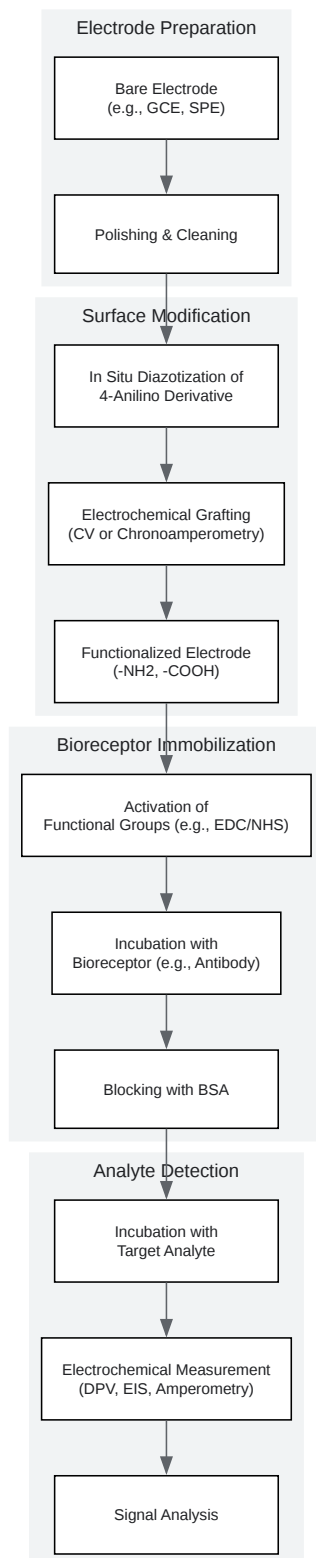 Electrode Preparation
Bare Electrode
(e.g., GCE, SPE)
Polishing & Cleaning
Surface Modification
In Situ Diazotization of
4-Anilino Derivative
Electrochemical Grafting
(CV or Chronoamperometry)
Functionalized Electrode
(-NH2, -COOH)
Bioreceptor Immobilization
Activation of
Functional Groups (e.g., EDC/NHS)
Incubation with
Bioreceptor (e.g., Antibody)
Blocking with BSA
Analyte Detection
Incubation with
Target Analyte
Electrochemical Measurement
(DPV, EIS, Amperometry)
Signal Analysis